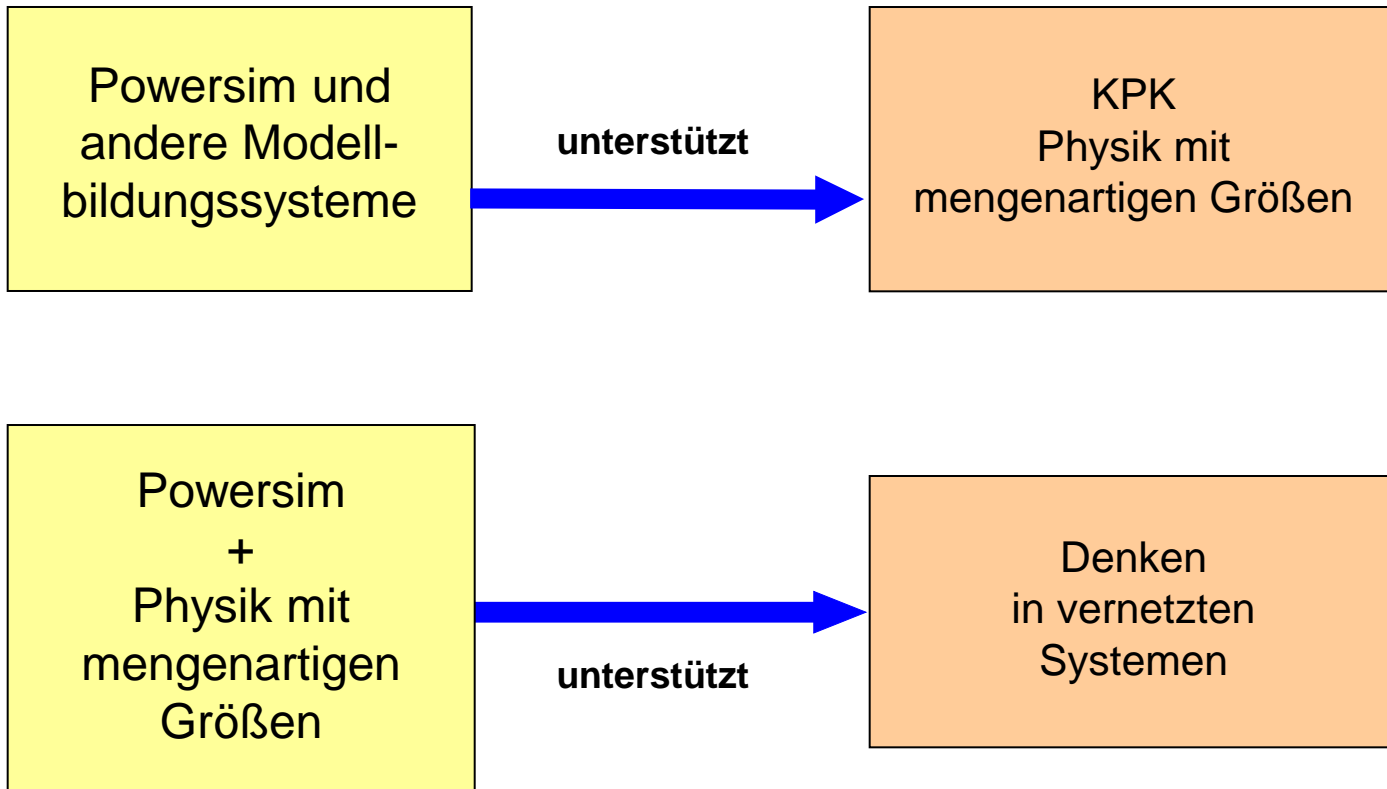 Powersim und
andere Modell-
bildungssysteme
unterstützt
KPK
Physik mit
mengenartigen Größen
Powersim
+
Physik mit
mengenartigen
Größen
unterstützt
Denken
in vernetzten
Systemen